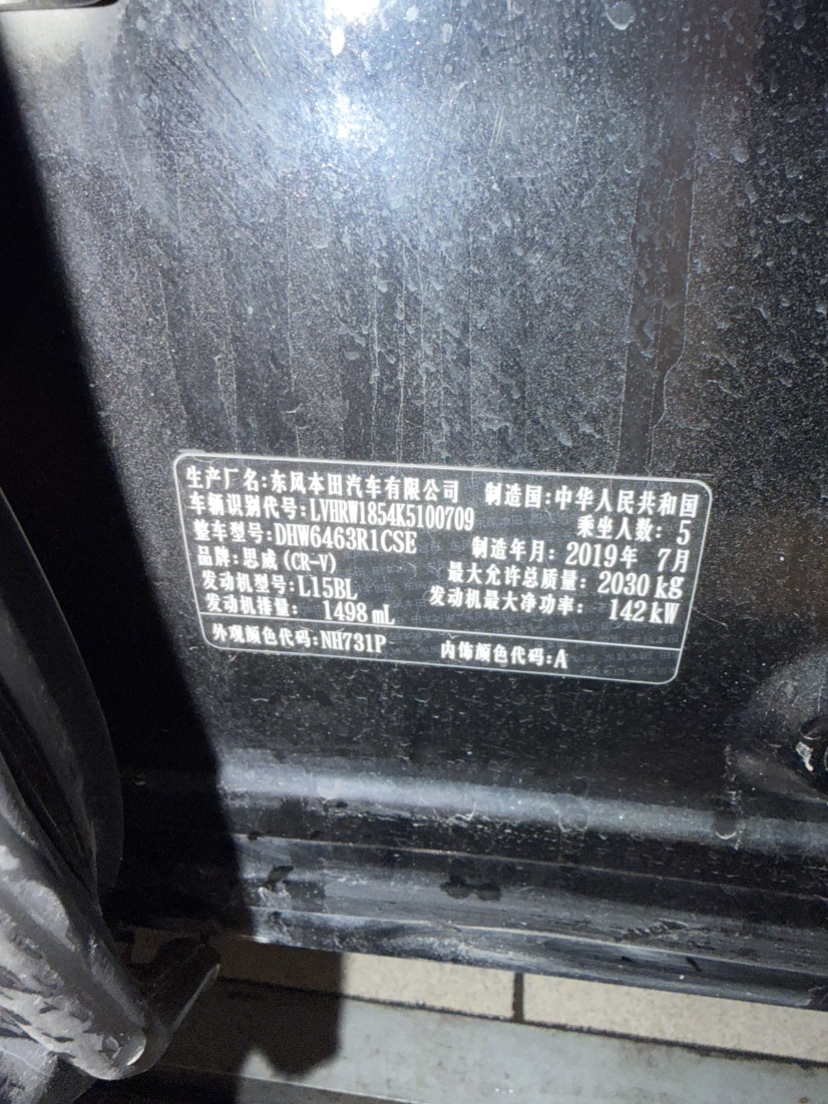 生产厂名:东风本田汽车有限公司 制造国:中华人民共和国
车辆识别代号:LVHRW1854K5100709 乘坐人数: 5
整车型号:DHW6463R1CSE 制造年月: 2019年 7月
品牌:思威(CR-V) 最大允许总质量: 2030 kg
发动机型号:L15BL 发动机最大净功率: 142 kW
发动机排量: 1498 mL
外观颜色代码:NH731P 内饰颜色代码:A